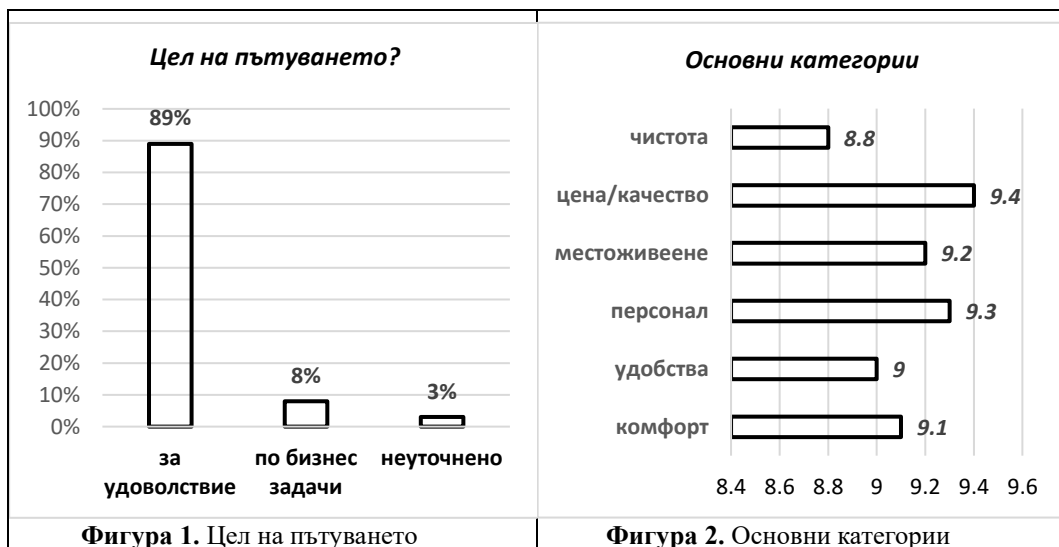 Цел на пътуването?
100%
90%
80%
70%
60%
50%
40%
30%
20%
10%
0%
89%
8%
3%
за удоволствие
по бизнес задачи
неуточнено
Фигура 1. Цел на пътуването
Основни категории
чистота 8.8
цена/качество 9.4
местоживеене 9.2
персонал 9.3
удобства 9
комфорт 9.1
8.4 8.6 8.8 9 9.2 9.4 9.6
Фигура 2. Основни категории